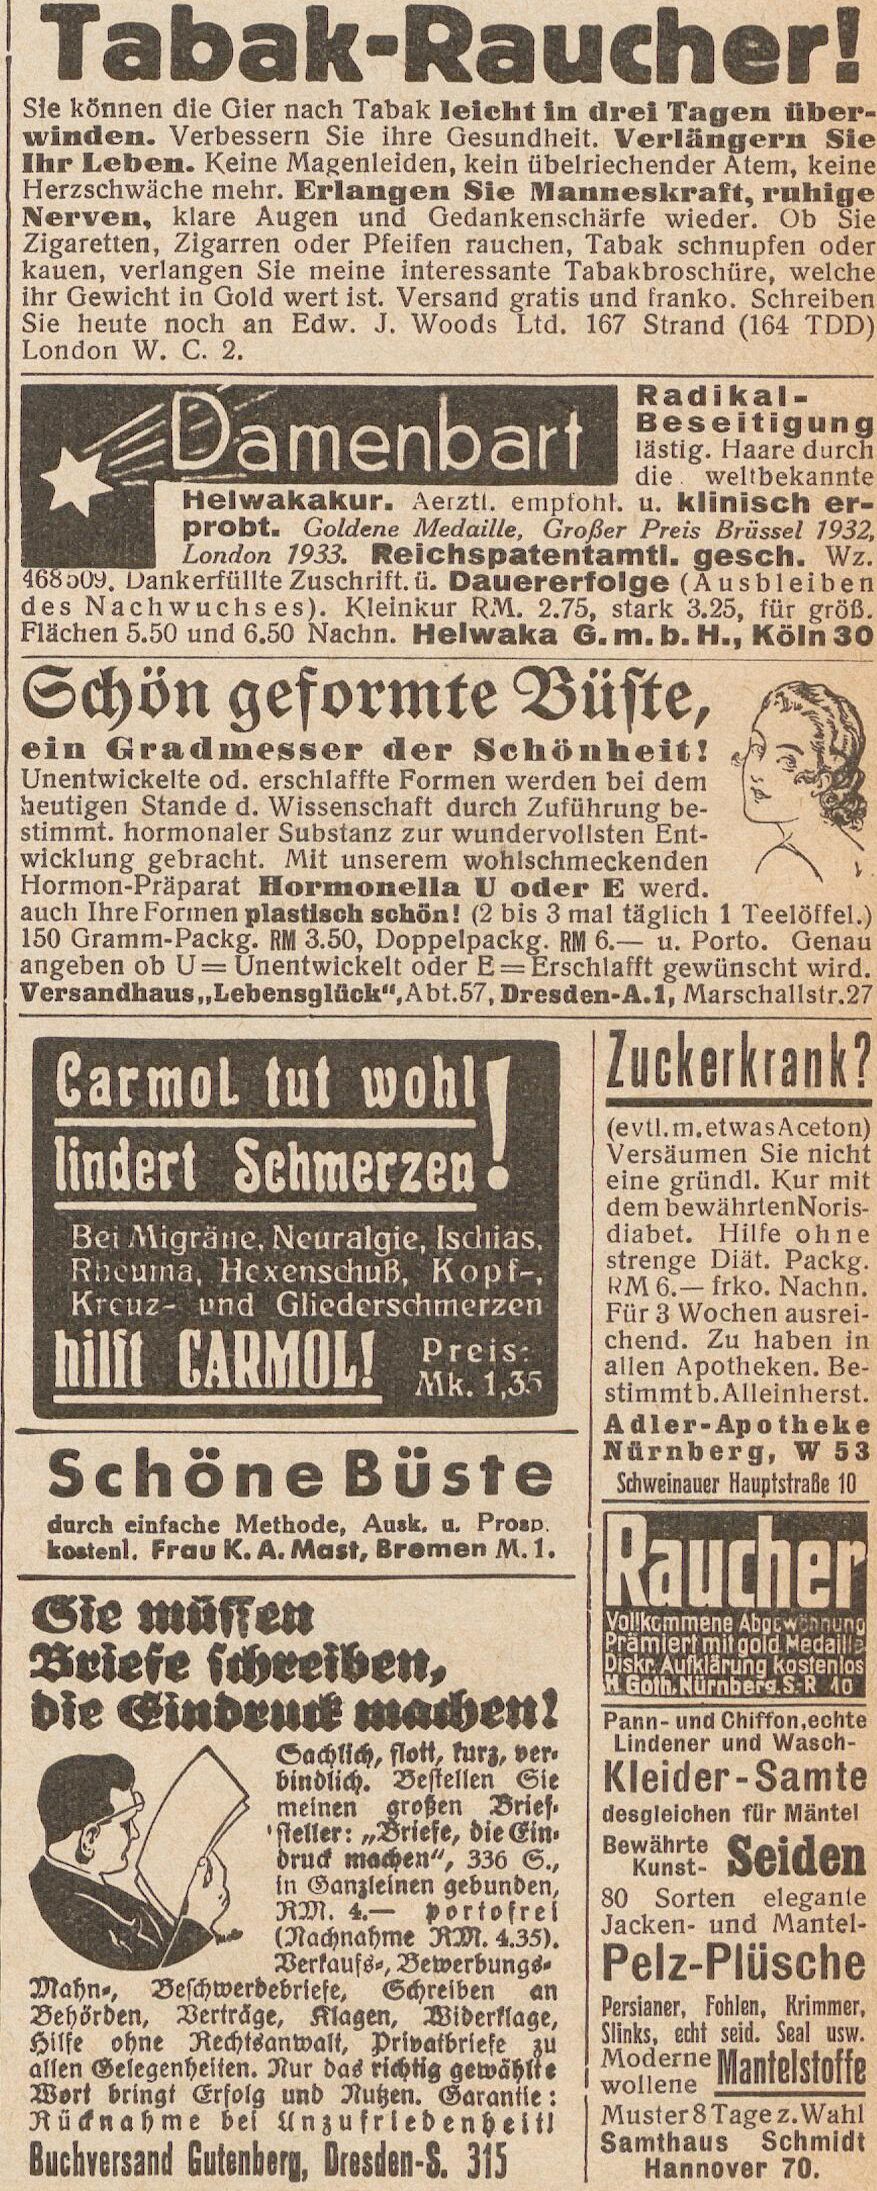 Tabak-Raucher!
Sie können die Gier nach Tabak leicht in drei Tagen über-
winden. Verbessern Sie ihre Gesundheit. Verlängern Sie
Ihr Leben. Keine Magenleiden, kein übelriechender Atem, keine
Herzschwäche mehr. Erlangen Sie Manneskraft, ruhige
Nerven, klare Augen und Gedankenschärfe wieder. Ob Sie
Zigaretten, Zigarren oder Pfeifen rauchen, Tabak schnupfen oder
kauen, verlangen Sie meine interessante Tabakbroschüre, welche
ihr Gewicht in Gold wert ist. Versand gratis und franko. Schreiben
Sie heute noch an Edw. J. Woods Ltd. 167 Strand (164 TDD)
London W. C. 2.
Damenbart
Radikal-
Beseitigung
lästig. Haare durch
die weltbekannte
Helwakakur. Aerztl. empfohl. u. klinisch er-
probt. Goldene Medaille, Großer Preis Brüssel 1932,
London 1933. Reichspatentamtl. gesch. Wz.
468509. Dankerfüllte Zuschrift. ü. Dauererfolge (Ausbleiben
des Nachwuchses). Kleinkur RM. 2.75, stark 3.25, für größ.
Flächen 5.50 und 6.50 Nachn. Helwaka G.m.b.H., Köln 30
Schön geformte Büste,
ein Gradmesser der Schönheit!
Unentwickelte od. erschlaffte Formen werden bei dem
heutigen Stande d. Wissenschaft durch Zuführung be-
stimmt. hormonaler Substanz zur wundervollsten Ent-
wicklung gebracht. Mit unserem wohlschmeckenden
Hormon-Präparat Hormonella U oder E werd.
auch Ihre Formen plastisch schön! (2 bis 3 mal täglich 1 Teelöffel.)
150 Gramm-Packg. RM 3.50, Doppelpackg. RM 6.— u. Porto. Genau
angeben ob U = Unentwickelt oder E = Erschlafft gewünscht wird.
Versandhaus „Lebensglück“, Abt. 57, Dresden-A. 1, Marschallstr. 27
Carmol tut wohl!
lindert Schmerzen
Bei Migräne, Neuralgie, Ischias,
Rheuma, Hexenschuß, Kopf-,
Kreuz- und Gliederschmerzen
hilft CARMOL! Preis:
Mk. 1,35
Schöne Büste
durch einfache Methode, Ausk. u. Prosp.
kostenl. Frau K. A. Mast, Bremen M. 1.
Sie müssen
Briefe schreiben,
die Eindruck machen!
Sachlich, flott, kurz, ver-
bindlich. Bestellen Sie
meinen großen Brief-
steller: „Briefe, die Ein-
druck machen“, 336 S.,
in Ganzleinen gebunden,
RM. 4.— portofrei
(Nachnahme RM. 4.35).
Verkaufs-, Bewerbungs-
Mahn-, Beschwerdebriefe, Schreiben an
Behörden, Verträge, Klagen, Widerklage,
Hilfe ohne Rechtsanwalt, Privatbriefe zu
allen Gelegenheiten. Nur das richtig gewählte
Wort bringt Erfolg und Nutzen. Garantie:
Rücknahme bei Unzufriedenheit!
Buchversand Gutenberg, Dresden-S. 315
Zuckerkrank?
(evtl. m. etwas Aceton)
Versäumen Sie nicht
eine gründl. Kur mit
dem bewährten Noris-
diabet. Hilfe ohne
strenge Diät. Packg.
RM 6.— frko. Nachn.
Für 3 Wochen ausrei-
chend. Zu haben in
allen Apotheken. Be-
stimmt b. Alleinherst.
Adler-Apotheke
Nürnberg, W 53
Schweinauer Hauptstraße 10
Raucher
Vollkommene Abgewöhnung
Prämiert mit gold. Medaille.
Diskr. Aufklärung kostenlos
H. Goth. Nürnberg. S. R 10
Pann- und Chiffon, echte
Lindener und Wasch-
Kleider-Samte
desgleichen für Mäntel
Bewährte
Kunst- Seiden
80 Sorten elegante
Jacken- und Mantel-
Pelz-Plüsche
Persianer, Fohlen, Krimmer,
Slinks, echt seid. Seal usw.
Moderne
wollene Mantelstoffe
Muster 8 Tage z. Wahl
Samthaus Schmidt
Hannover 70.